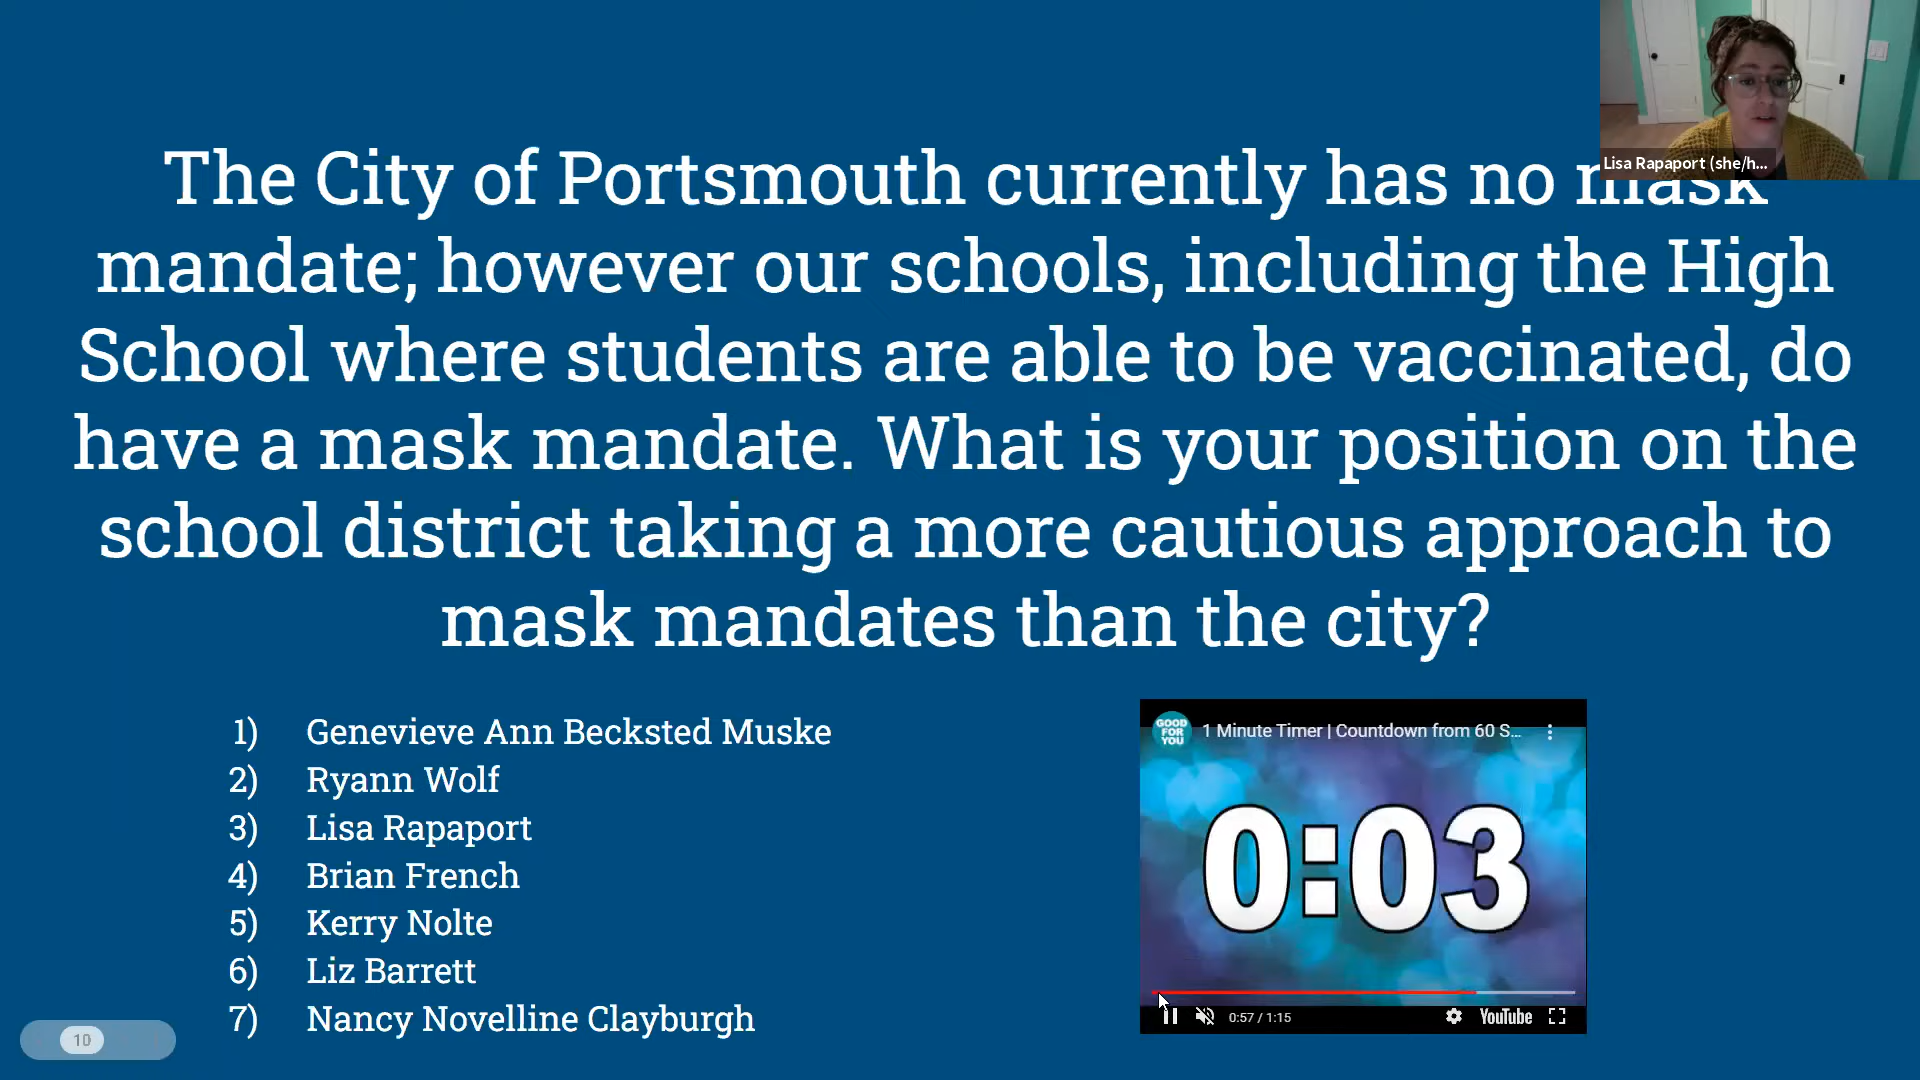 Lisa Rapaport (she/h...
The City of Portsmouth currently has no mask
mandate; however our schools, including the High
School where students are able to be vaccinated, do
have a mask mandate. What is your position on the
school district taking a more cautious approach to
mask mandates than the city?
1) Genevieve Ann Becksted Muske
2) Ryann Wolf
3) Lisa Rapaport
4) Brian French
5) Kerry Nolte
6) Liz Barrett
7) Nancy Novelline Clayburgh
GOOD
FOR
YOU
1 Minute Timer | Countdown from 60 S...
0:03
0:57 / 1:15
YouTube
10